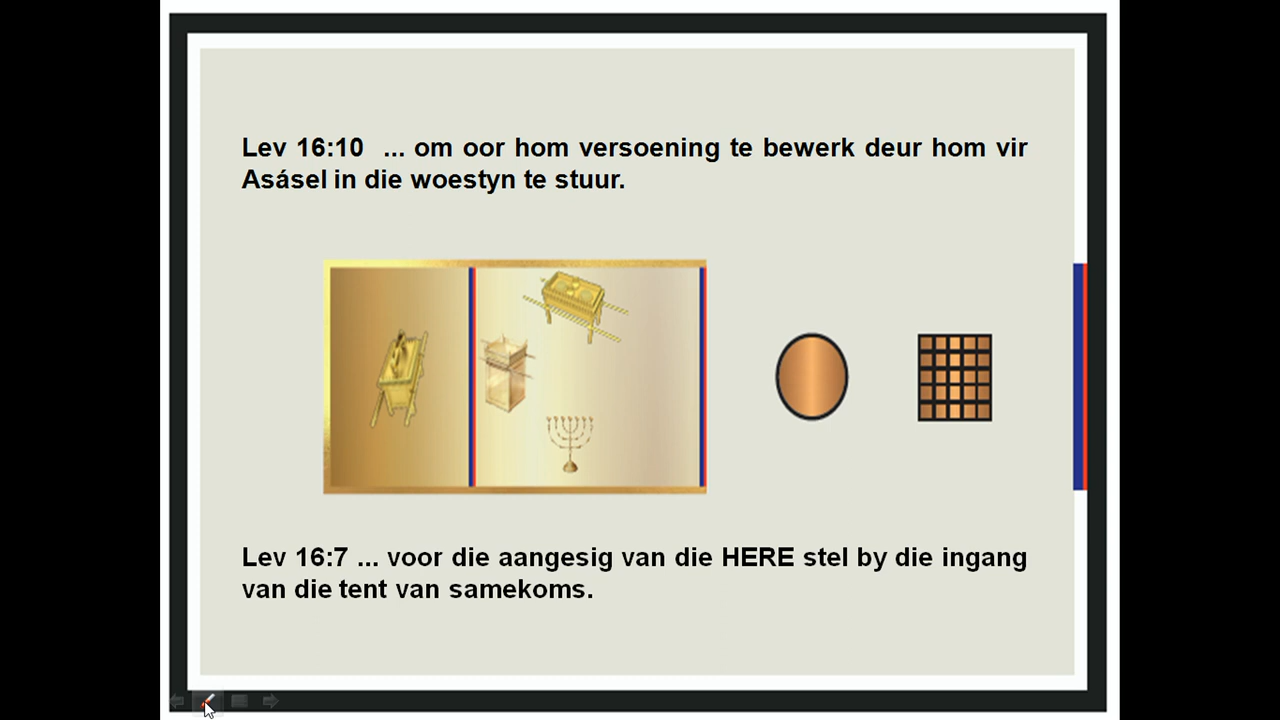 Lev 16:10 ... om oor hom versoening te bewerk deur hom vir
Asásel in die woestyn te stuur.
Lev 16:7 ... voor die aangesig van die HERE stel by die ingang
van die tent van samekoms.